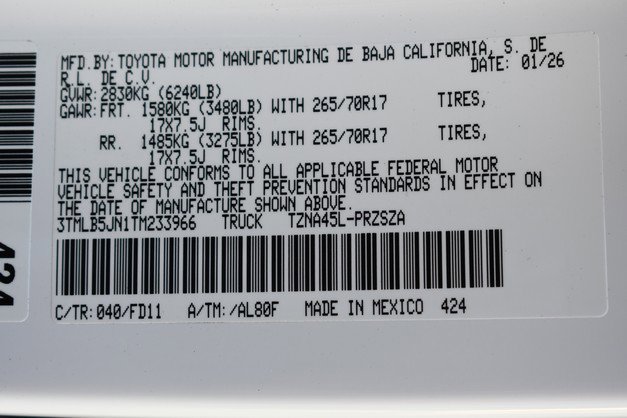 MFD.BY:TOYOTA MOTOR MANUFACTURING DE BAJA CALIFORNIA, S. DE
R.L. DE C.V. DATE: 01/26
GVWR:2830KG (6240LB)
GAWR:FRT. 1580KG (3480LB) WITH 265/70R17 TIRES,
17X7.5J RIMS.
RR. 1485KG (3275LB) WITH 265/70R17 TIRES,
17X7.5J RIMS.
THIS VEHICLE CONFORMS TO ALL APPLICABLE FEDERAL MOTOR
VEHICLE SAFETY AND THEFT PREVENTION STANDARDS IN EFFECT ON
THE DATE OF MANUFACTURE SHOWN ABOVE.
3TMLB5JN1TM233966 TRUCK TZNA45L-PRZSZA
C/TR:040/FD11 A/TM:/AL80F MADE IN MEXICO 424
424